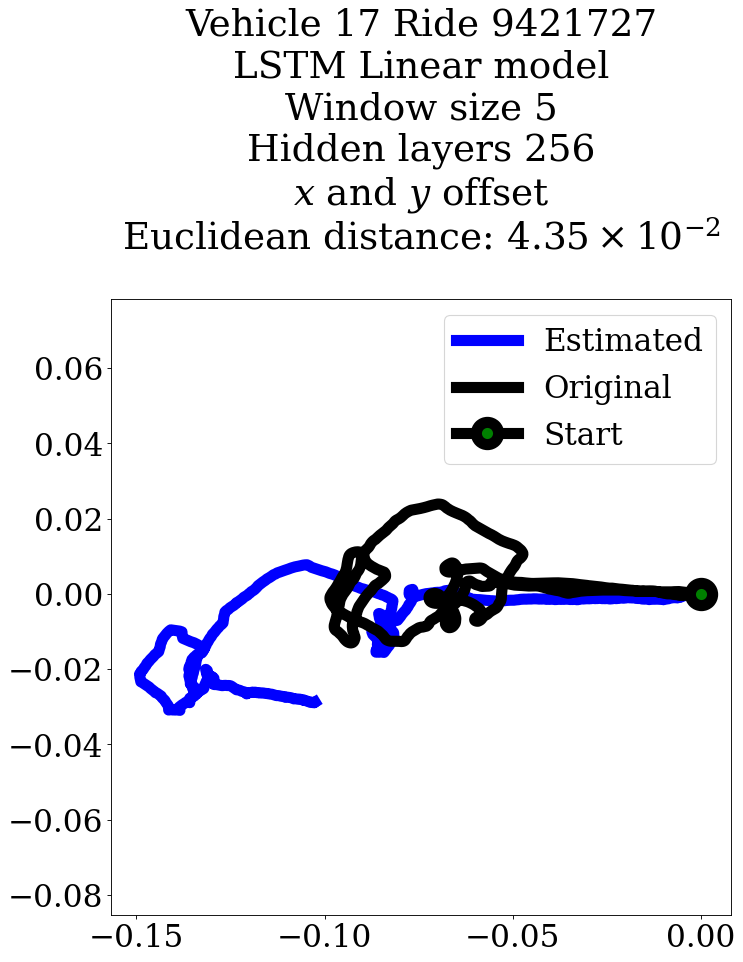 Vehicle 17 Ride 9421727
LSTM Linear model
Window size 5
Hidden layers 256
x and y offset
Euclidean distance: 4.35 × 10⁻²
Estimated
Original
Start
0.06
0.04
0.02
0.00
−0.02
−0.04
−0.06
−0.08
−0.15 −0.10 −0.05 0.00